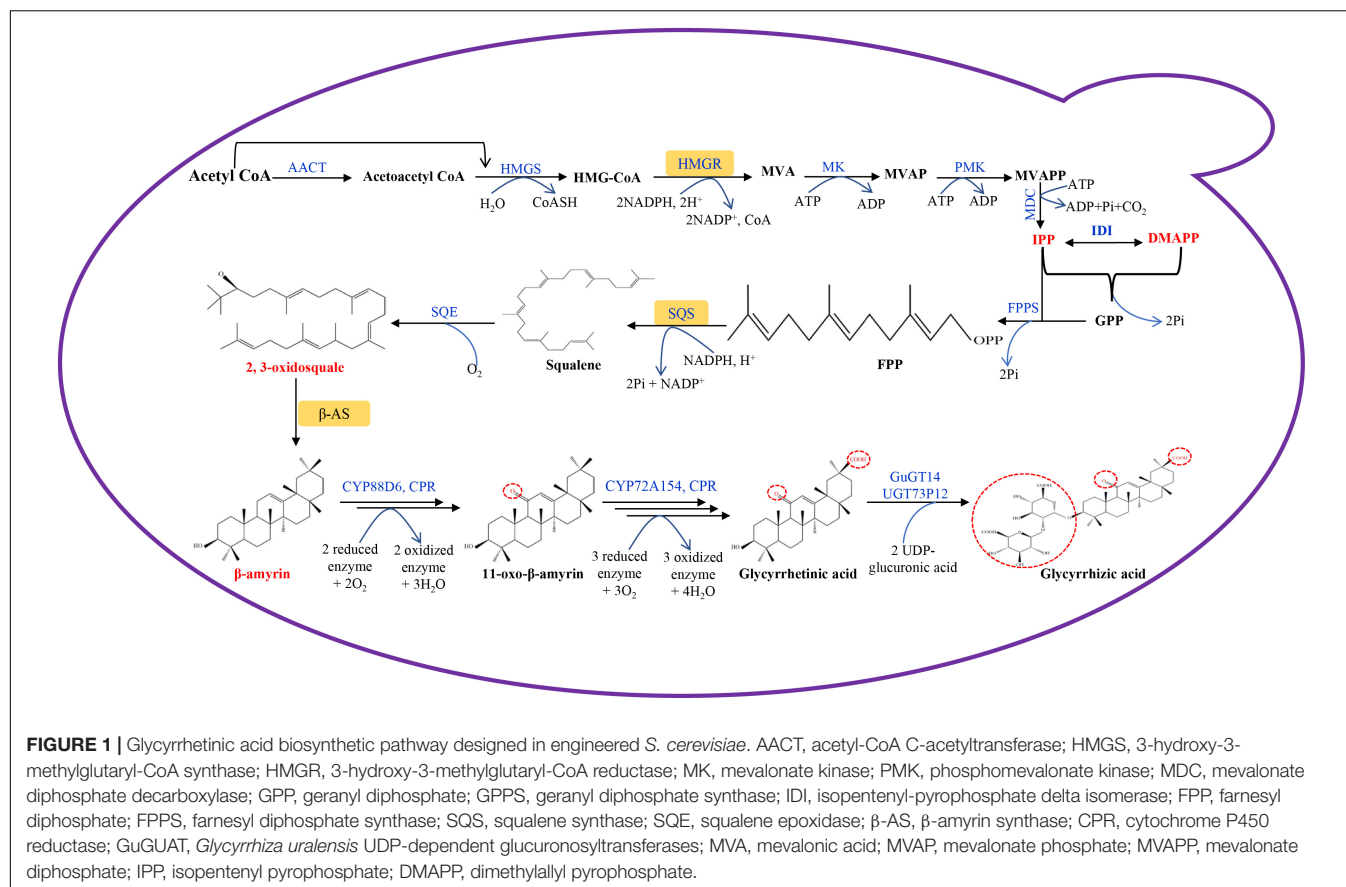 Acetyl CoA
AACT
Acetoacetyl CoA
HMGS
H₂O
CoASH
HMG-CoA
HMGR
2NADPH, 2H⁺
2NADP⁺, CoA
MVA
MK
ATP
ADP
MVAP
PMK
ATP
ADP
MVAPP
MDC
ATP
ADP+Pi+CO₂
IPP
IDI
DMAPP
GPP
2Pi
FPPS
2Pi
OPP
FPP
SQS
NADPH, H⁺
2Pi + NADP⁺
Squalene
SQE
O₂
O
2, 3-oxidosquale
β-AS
HO
β-amyrin
CYP88D6, CPR
2 reduced
enzyme
+ 2O₂
2 oxidized
enzyme
+ 3H₂O
O
HO
11-oxo-β-amyrin
CYP72A154, CPR
3 reduced
enzyme
+ 3O₂
3 oxidized
enzyme
+ 4H₂O
COOH
O
HO
Glycyrrhetinic acid
GuGT14
UGT73P12
2 UDP-
glucuronic acid
COOH
O
Glycyrrhizic acid
FIGURE 1 | Glycyrrhetinic acid biosynthetic pathway designed in engineered S. cerevisiae. AACT, acetyl-CoA C-acetyltransferase; HMGS, 3-hydroxy-3-
methylglutaryl-CoA synthase; HMGR, 3-hydroxy-3-methylglutaryl-CoA reductase; MK, mevalonate kinase; PMK, phosphomevalonate kinase; MDC, mevalonate
diphosphate decarboxylase; GPP, geranyl diphosphate; GPPS, geranyl diphosphate synthase; IDI, isopentenyl-pyrophosphate delta isomerase; FPP, farnesyl
diphosphate; FPPS, farnesyl diphosphate synthase; SQS, squalene synthase; SQE, squalene epoxidase; β-AS, β-amyrin synthase; CPR, cytochrome P450
reductase; GuGUAT, Glycyrrhiza uralensis UDP-dependent glucuronosyltransferases; MVA, mevalonic acid; MVAP, mevalonate phosphate; MVAPP, mevalonate
diphosphate; IPP, isopentenyl pyrophosphate; DMAPP, dimethylallyl pyrophosphate.